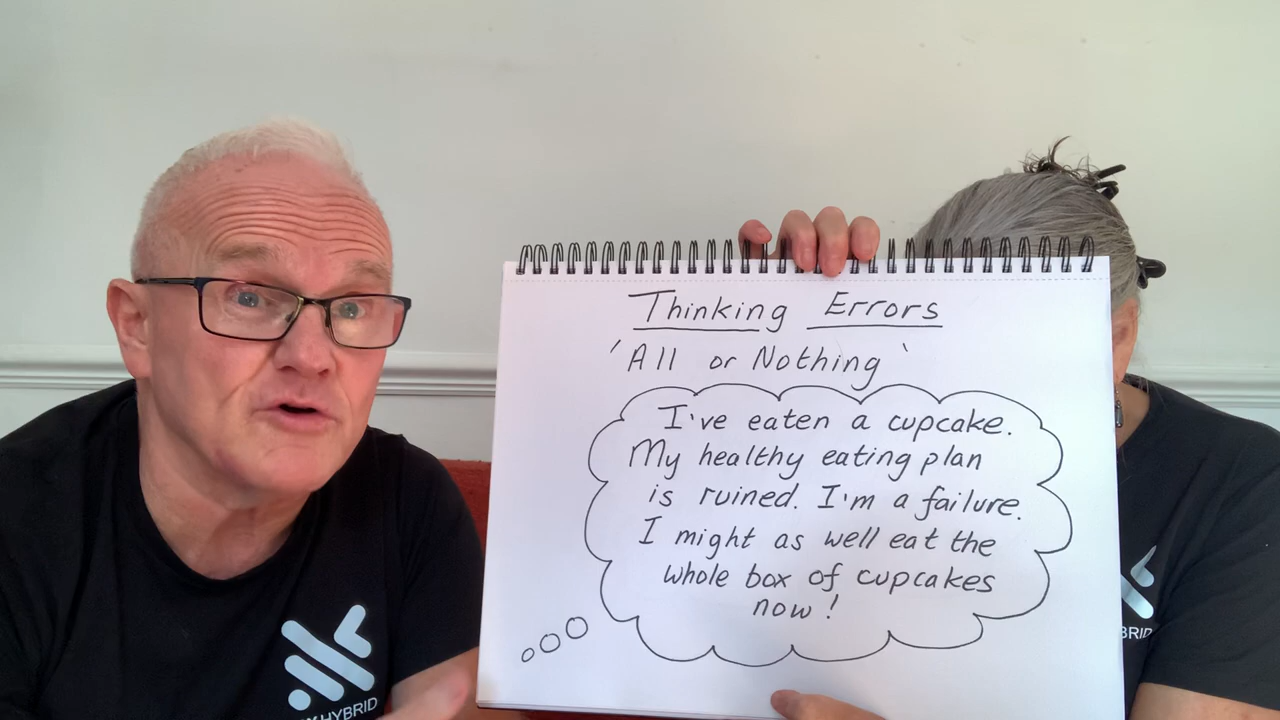 Thinking Errors
'All or Nothing'
I've eaten a cupcake.
My healthy eating plan
is ruined. I'm a failure.
I might as well eat the
whole box of cupcakes
now!
HYBRID